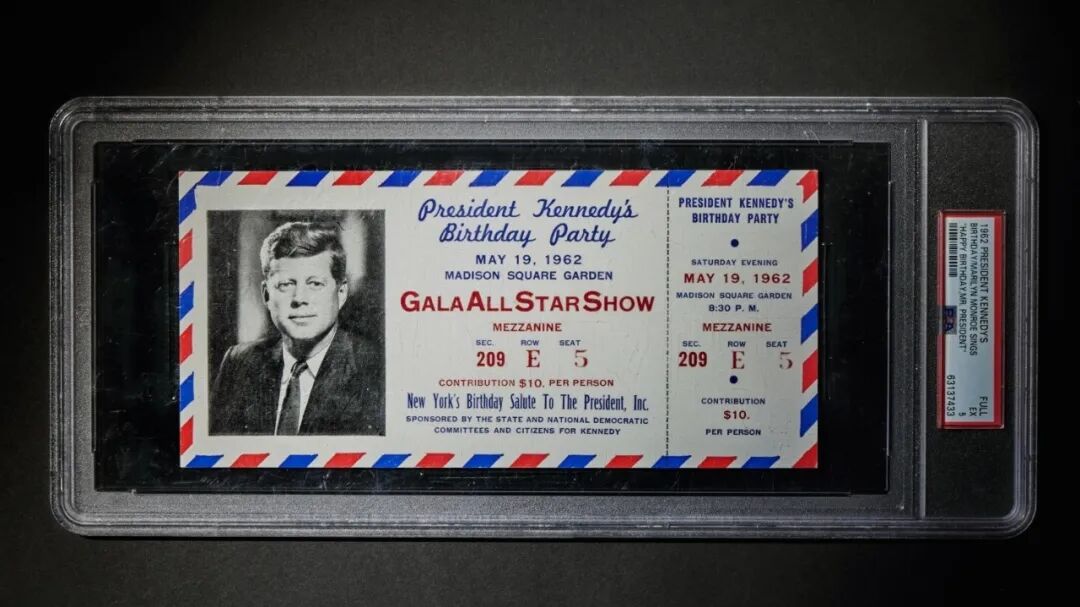 President Kennedy's
Birthday Party
MAY 19, 1962
MADISON SQUARE GARDEN
GALA ALL STAR SHOW
MEZZANINE
SEC. ROW SEAT
209 E 5
CONTRIBUTION $10. PER PERSON
New York's Birthday Salute To The President, Inc.
SPONSORED BY THE STATE AND NATIONAL DEMOCRATIC
COMMITTEES AND CITIZENS FOR KENNEDY
PRESIDENT KENNEDY'S
BIRTHDAY PARTY
SATURDAY EVENING
MAY 19, 1962
MADISON SQUARE GARDEN
8:30 P. M.
MEZZANINE
SEC. ROW SEAT
209 E 5
CONTRIBUTION
$10.
PER PERSON
1962 PRESIDENT KENNEDY'S
BIRTHDAY/MARILYN MONROE SINGS
"HAPPY BIRTHDAY, MR. PRESIDENT"
FULL
EX
5
PSA
63137433